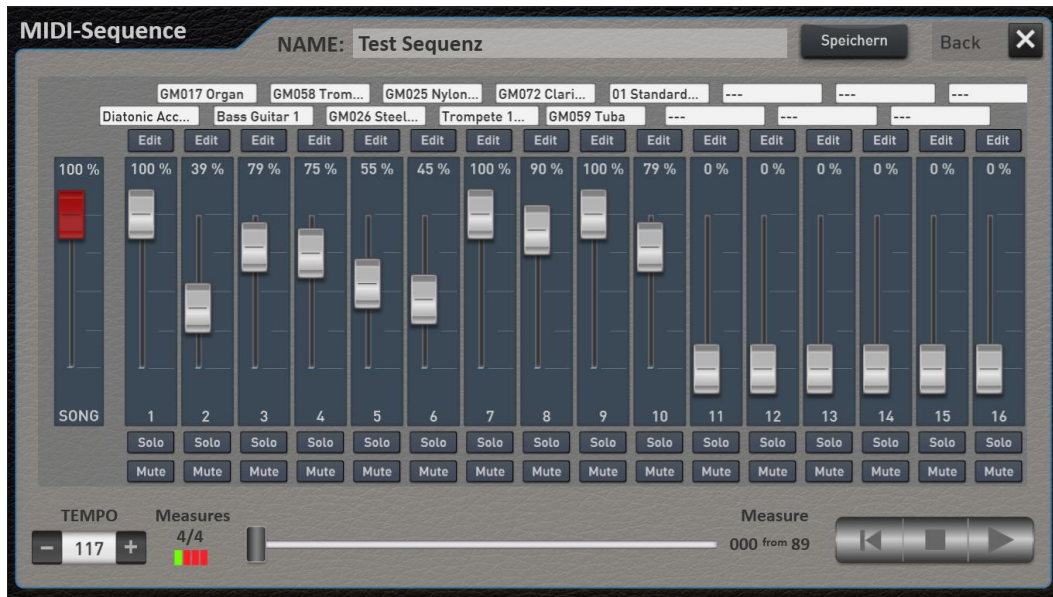 MIDI-Sequence
NAME: Test Sequenz Speichern Back
GM017 Organ GM058 Trom... GM025 Nylon... GM072 Clari... 01 Standard... --- --- ---
Diatonic Acc... Bass Guitar 1 GM026 Steel... Trompete 1... GM059 Tuba --- --- ---
Edit Edit Edit Edit Edit Edit Edit Edit Edit Edit Edit Edit Edit Edit Edit Edit
100 % 100 % 39 % 79 % 75 % 55 % 45 % 100 % 90 % 100 % 79 % 0 % 0 % 0 % 0 % 0 % 0 %
SONG 1 2 3 4 5 6 7 8 9 10 11 12 13 14 15 16
Solo Solo Solo Solo Solo Solo Solo Solo Solo Solo Solo Solo Solo Solo Solo Solo
Mute Mute Mute Mute Mute Mute Mute Mute Mute Mute Mute Mute Mute Mute Mute Mute
TEMPO Measures Measure
117 4/4 000 from 89